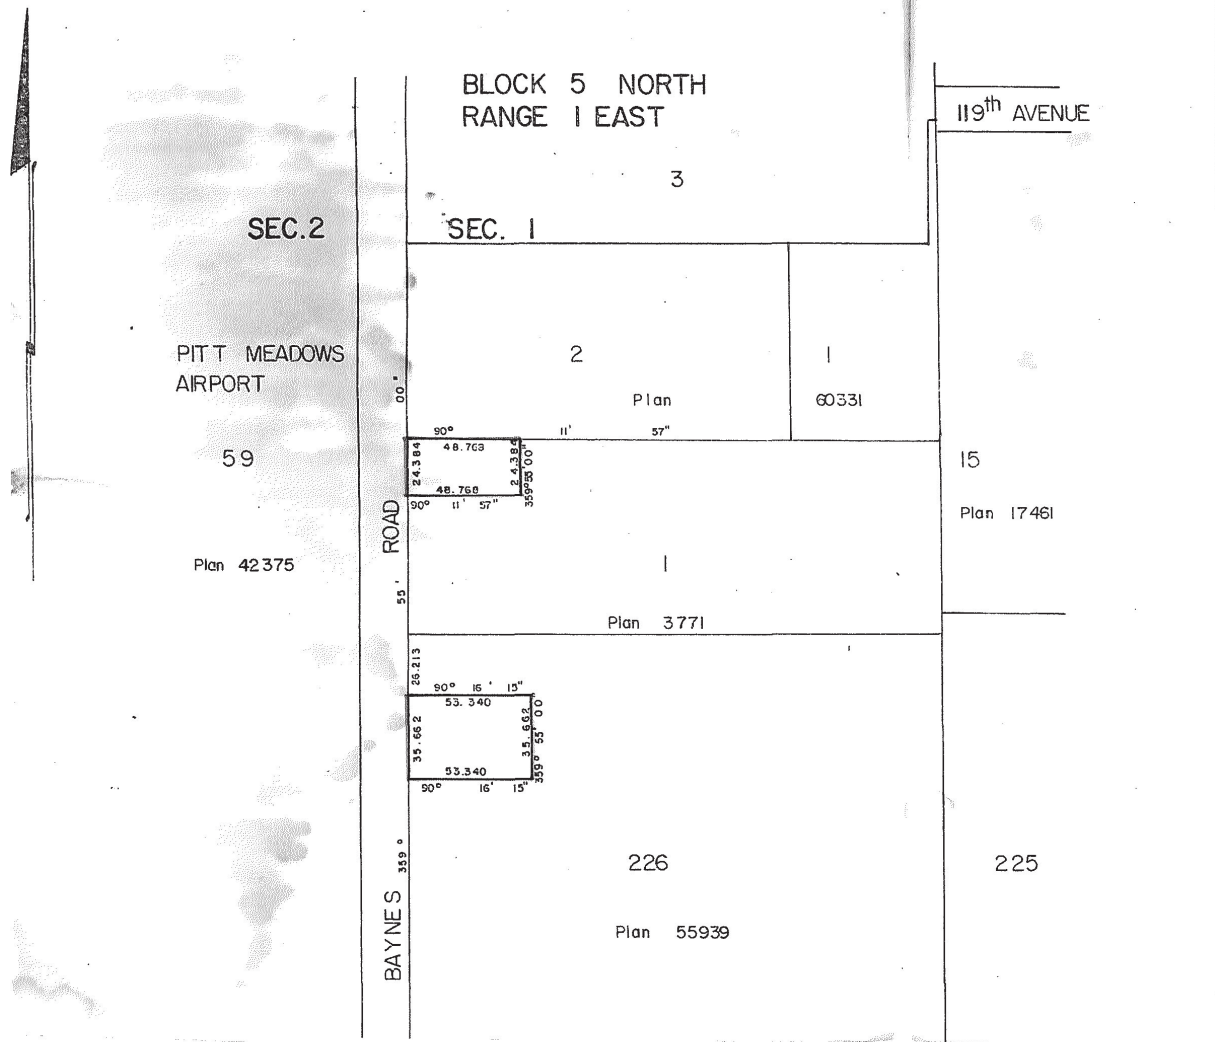 BLOCK 5 NORTH
RANGE 1 EAST
119th AVENUE
3
SEC. 2
SEC. 1
PITT MEADOWS
AIRPORT
2
1
Plan 60331
00"
90° 11' 57"
48.763
24.384
24.384
359°55'00"
48.768
90° 11' 57"
59
15
Plan 17461
ROAD
Plan 42375
55'
1
Plan 3771
26.213
90° 16' 15"
53.340
35.662
35.662
359° 55' 00
53.340
90° 16' 15"
359°
226
225
BAYNES
Plan 55939